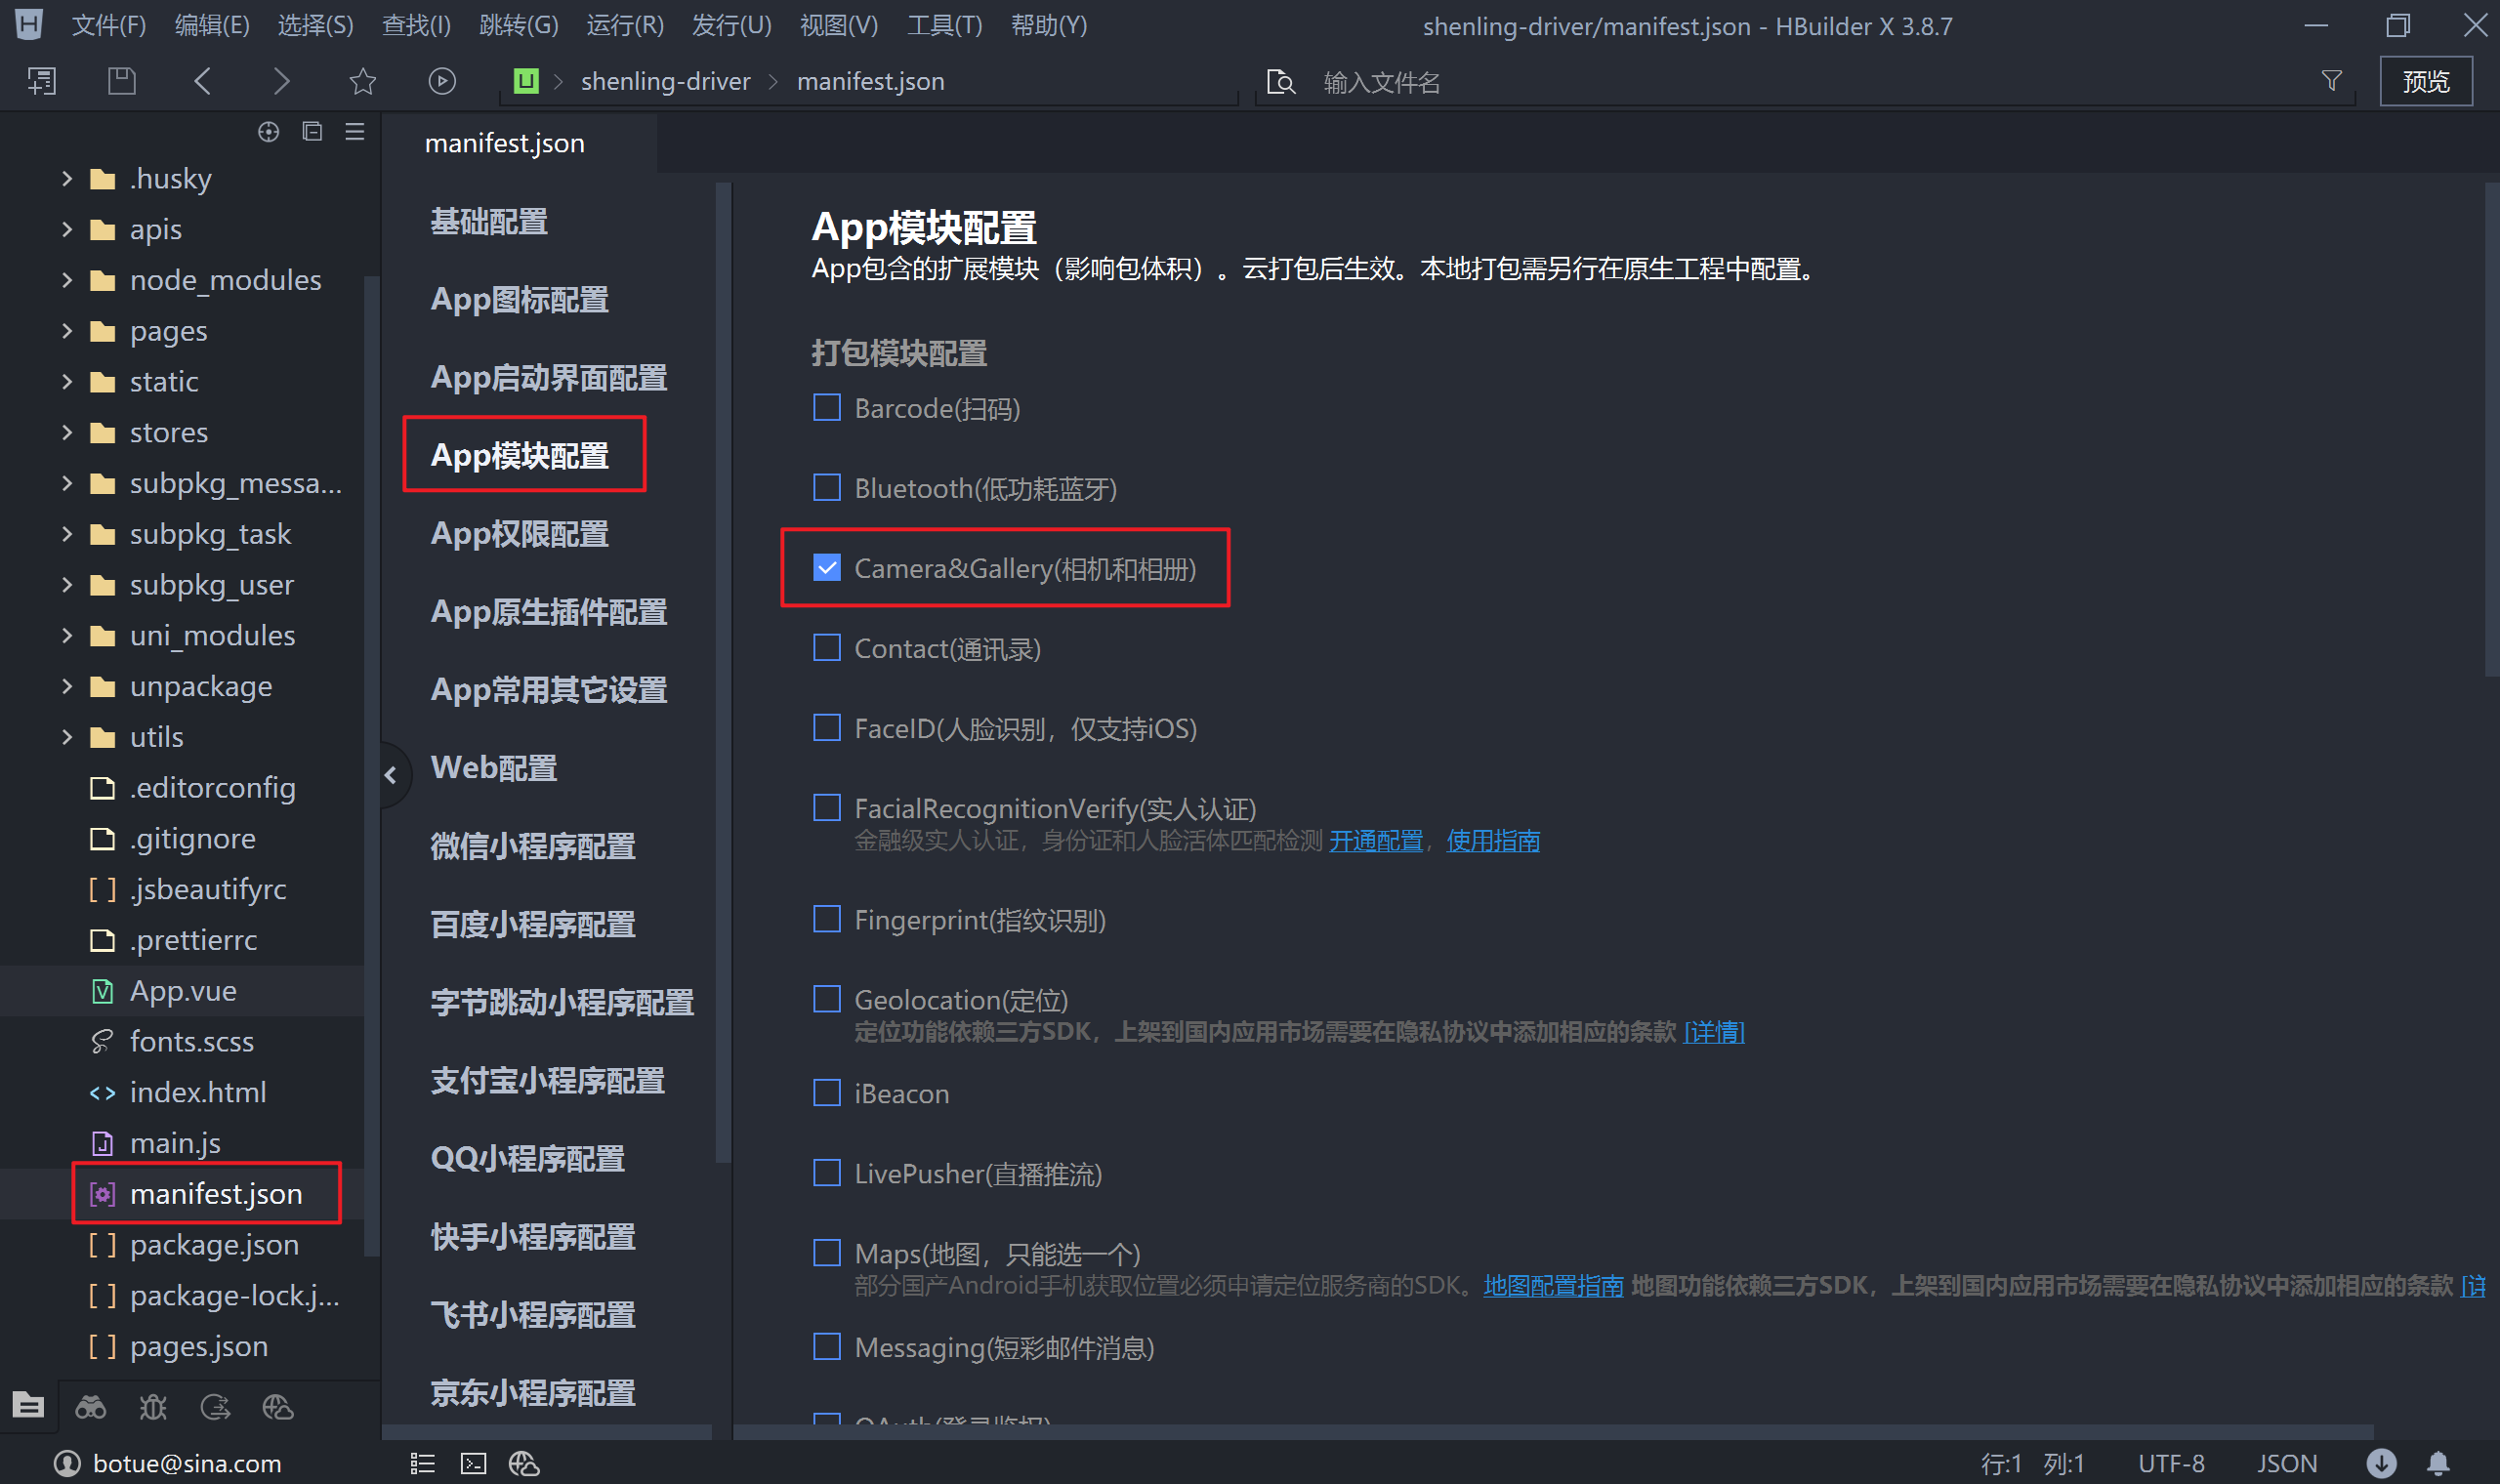 文件(F) 编辑(E) 选择(S) 查找(I) 跳转(G) 运行(R) 发行(U) 视图(V) 工具(T) 帮助(Y)
shenling-driver/manifest.json - HBuilder X 3.8.7
shenling-driver
manifest.json
输入文件名
预览
.husky
apis
node_modules
pages
static
stores
subpkg_messa...
subpkg_task
subpkg_user
uni_modules
unpackage
utils
.editorconfig
.gitignore
.jsbeautifyrc
.prettierrc
App.vue
fonts.scss
index.html
main.js
manifest.json
package.json
package-lock.j...
pages.json
manifest.json
基础配置
App图标配置
App启动界面配置
App模块配置
App权限配置
App原生插件配置
App常用其它设置
Web配置
微信小程序配置
百度小程序配置
字节跳动小程序配置
支付宝小程序配置
QQ小程序配置
快手小程序配置
飞书小程序配置
京东小程序配置
App模块配置
App包含的扩展模块（影响包体积）。云打包后生效。本地打包需另行在原生工程中配置。
打包模块配置
Barcode(扫码)
Bluetooth(低功耗蓝牙)
Camera&Gallery(相机和相册)
Contact(通讯录)
FaceID(人脸识别，仅支持iOS)
FacialRecognitionVerify(实人认证)
金融级实人认证，身份证和人脸活体匹配检测 开通配置，使用指南
Fingerprint(指纹识别)
Geolocation(定位)
定位功能依赖三方SDK，上架到国内应用市场需要在隐私协议中添加相应的条款 [详情]
iBeacon
LivePusher(直播推流)
Maps(地图，只能选一个)
部分国产Android手机获取位置必须申请定位服务商的SDK。地图配置指南 地图功能依赖三方SDK，上架到国内应用市场需要在隐私协议中添加相应的条款 [详
Messaging(短彩邮件消息)
OAuth(登录鉴权)
botue@sina.com
行:1 列:1
UTF-8
JSON